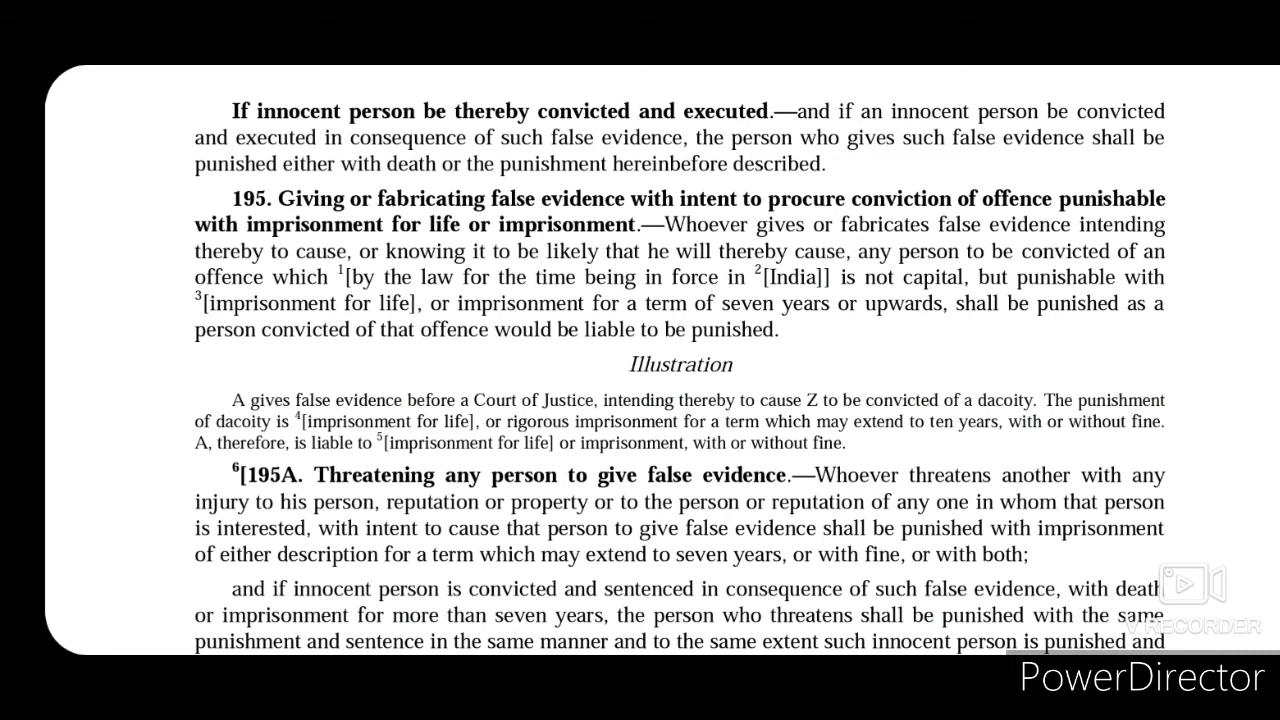 If innocent person be thereby convicted and executed.—and if an innocent person be convicted
and executed in consequence of such false evidence, the person who gives such false evidence shall be
punished either with death or the punishment hereinbefore described.
195. Giving or fabricating false evidence with intent to procure conviction of offence punishable
with imprisonment for life or imprisonment.—Whoever gives or fabricates false evidence intending
thereby to cause, or knowing it to be likely that he will thereby cause, any person to be convicted of an
offence which 1[by the law for the time being in force in 2[India]] is not capital, but punishable with
3[imprisonment for life], or imprisonment for a term of seven years or upwards, shall be punished as a
person convicted of that offence would be liable to be punished.
Illustration
A gives false evidence before a Court of Justice, intending thereby to cause Z to be convicted of a dacoity. The punishment
of dacoity is 4[imprisonment for life], or rigorous imprisonment for a term which may extend to ten years, with or without fine.
A, therefore, is liable to 5[imprisonment for life] or imprisonment, with or without fine.
6[195A. Threatening any person to give false evidence.—Whoever threatens another with any
injury to his person, reputation or property or to the person or reputation of any one in whom that person
is interested, with intent to cause that person to give false evidence shall be punished with imprisonment
of either description for a term which may extend to seven years, or with fine, or with both;
and if innocent person is convicted and sentenced in consequence of such false evidence, with death
or imprisonment for more than seven years, the person who threatens shall be punished with the same
punishment and sentence in the same manner and to the same extent such innocent person is punished and
V RECORDER
PowerDirector